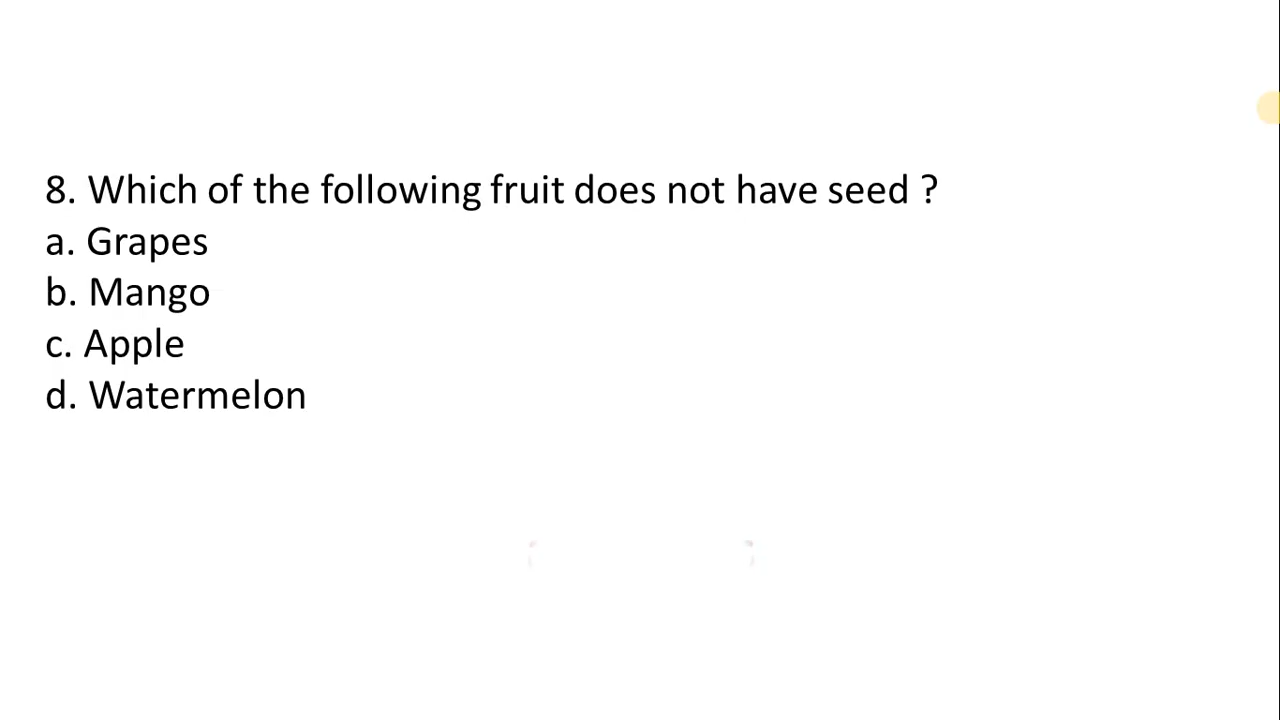 8. Which of the following fruit does not have seed ?
a. Grapes
b. Mango
c. Apple
d. Watermelon